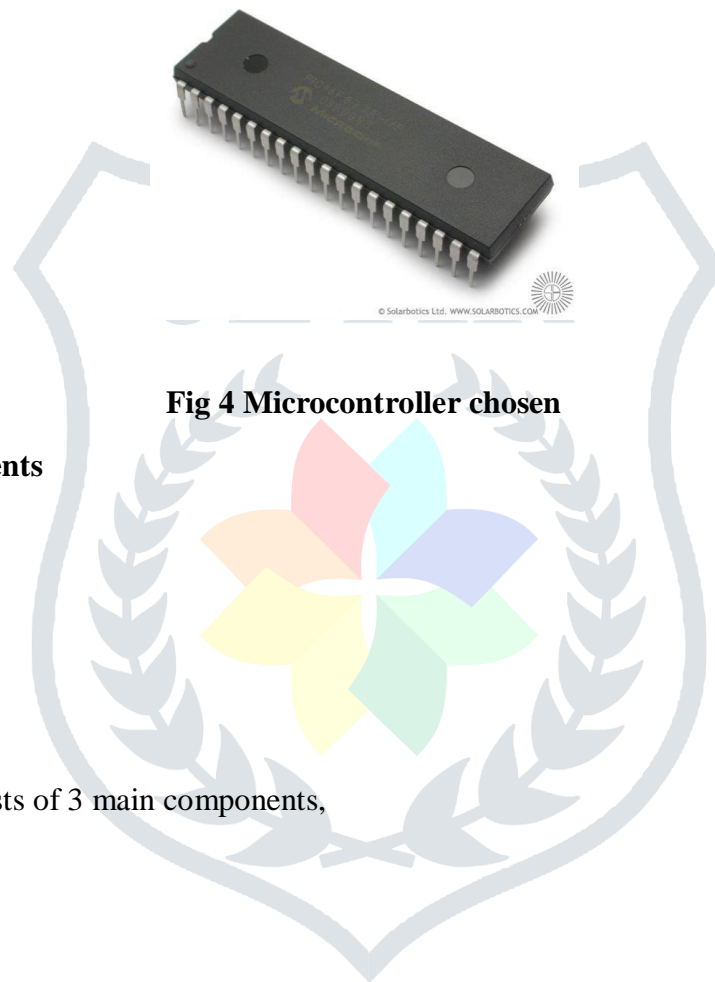 © Solarbotics Ltd. WWW.SOLARBOTICS.COM
Fig 4 Microcontroller chosen
ents
sts of 3 main components,